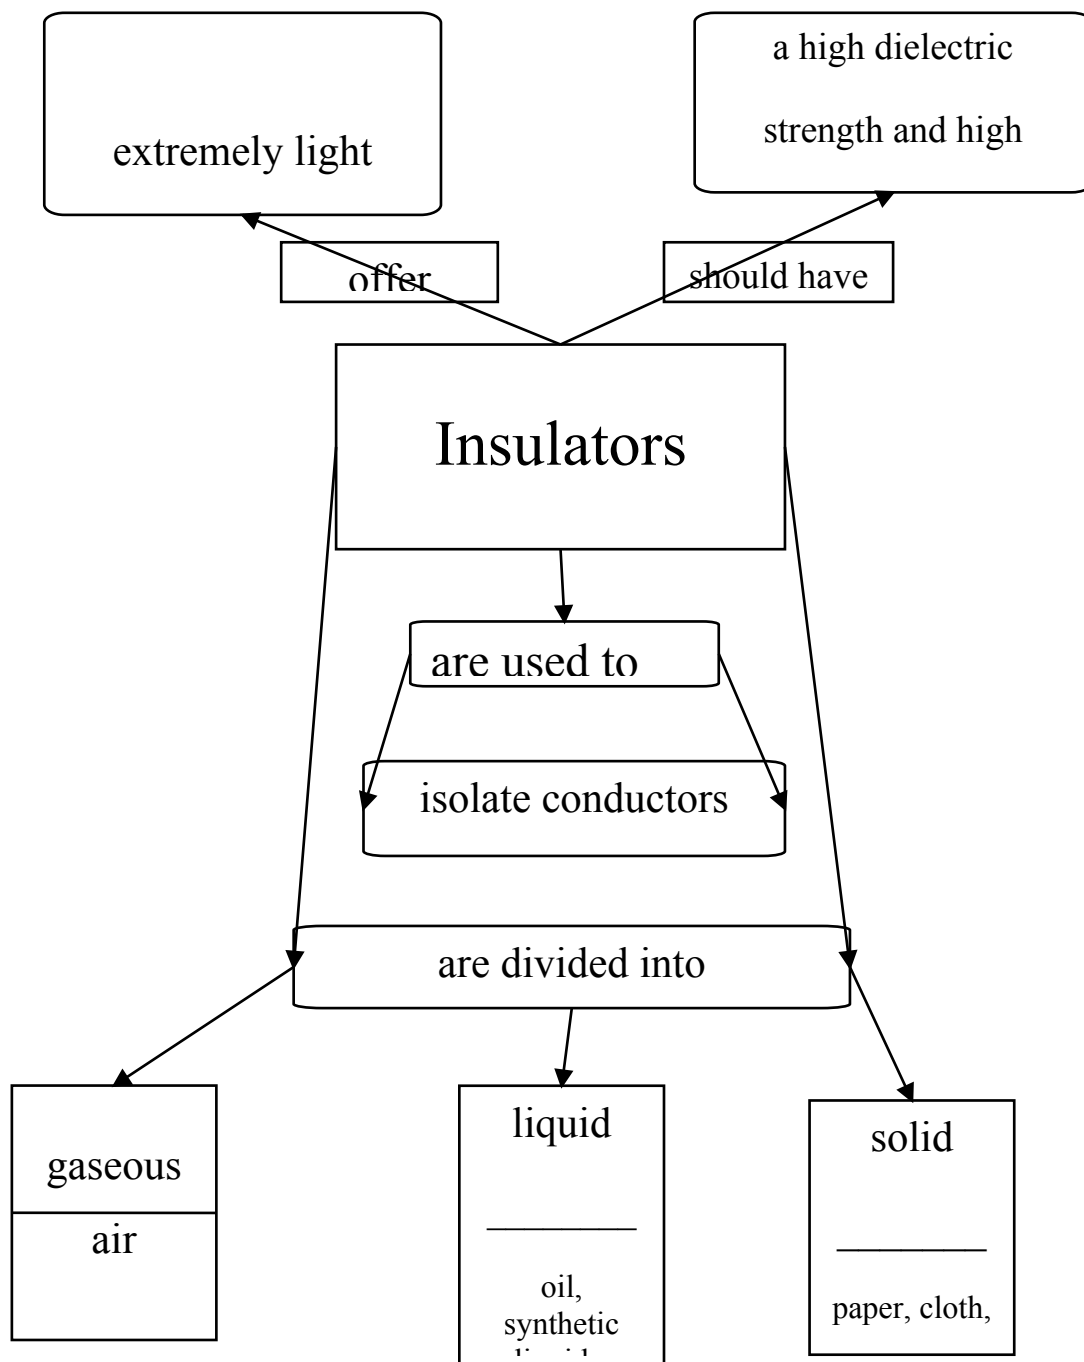 extremely light
a high dielectric
strength and high
offer
should have
Insulators
are used to
isolate conductors
are divided into
gaseous
air
liquid
oil,
synthetic
solid
paper, cloth,